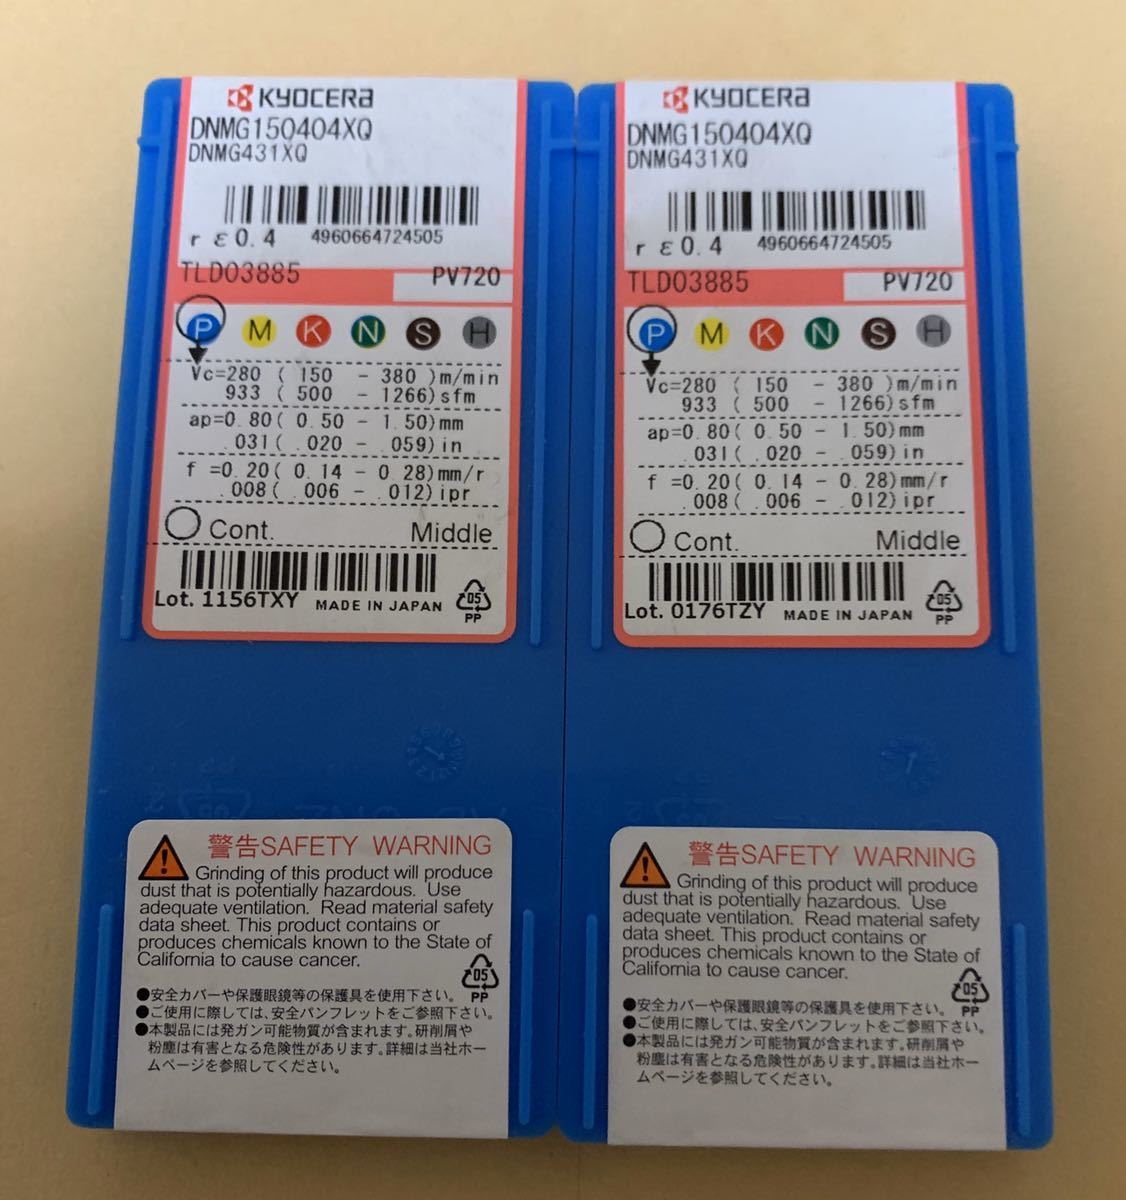 KYOCERA
DNMG150404XQ
DNMG431XQ
rε0.4 4960664724505
TLD03885 PV720
P M K N S H
Vc=280 ( 150 - 380 )m/min
933 ( 500 - 1266)sfm
ap=0.80( 0.50 - 1.50)mm
.031( .020 - .059)in
f =0.20( 0.14 - 0.28)mm/r
.008( .006 - .012)ipr
Cont. Middle
Lot. 1156TXY MADE IN JAPAN 05
PP
警告SAFETY WARNING
Grinding of this product will produce
dust that is potentially hazardous. Use
adequate ventilation. Read material safety
data sheet. This product contains or
produces chemicals known to the State of
California to cause cancer.
05
PP
●安全カバーや保護眼鏡等の保護具を使用下さい。
●ご使用に際しては、安全パンフレットをご参照下さい。
●本製品には発ガン可能物質が含まれます。研削屑や
粉塵は有害となる危険性があります。詳細は当社ホー
ムページを参照してください。
KYOCERA
DNMG150404XQ
DNMG431XQ
rε0.4 4960664724505
TLD03885 PV720
P M K N S H
Vc=280 ( 150 - 380 )m/min
933 ( 500 - 1266)sfm
ap=0.80( 0.50 - 1.50)mm
.031( .020 - .059)in
f =0.20( 0.14 - 0.28)mm/r
.008( .006 - .012)ipr
Cont. Middle
Lot. 0176TZY MADE IN JAPAN 05
PP
警告SAFETY WARNING
Grinding of this product will produce
dust that is potentially hazardous. Use
adequate ventilation. Read material safety
data sheet. This product contains or
produces chemicals known to the State of
California to cause cancer.
05
PP
●安全カバーや保護眼鏡等の保護具を使用下さい。
●ご使用に際しては、安全パンフレットをご参照下さい。
●本製品には発ガン可能物質が含まれます。研削屑や
粉塵は有害となる危険性があります。詳細は当社ホー
ムページを参照してください。